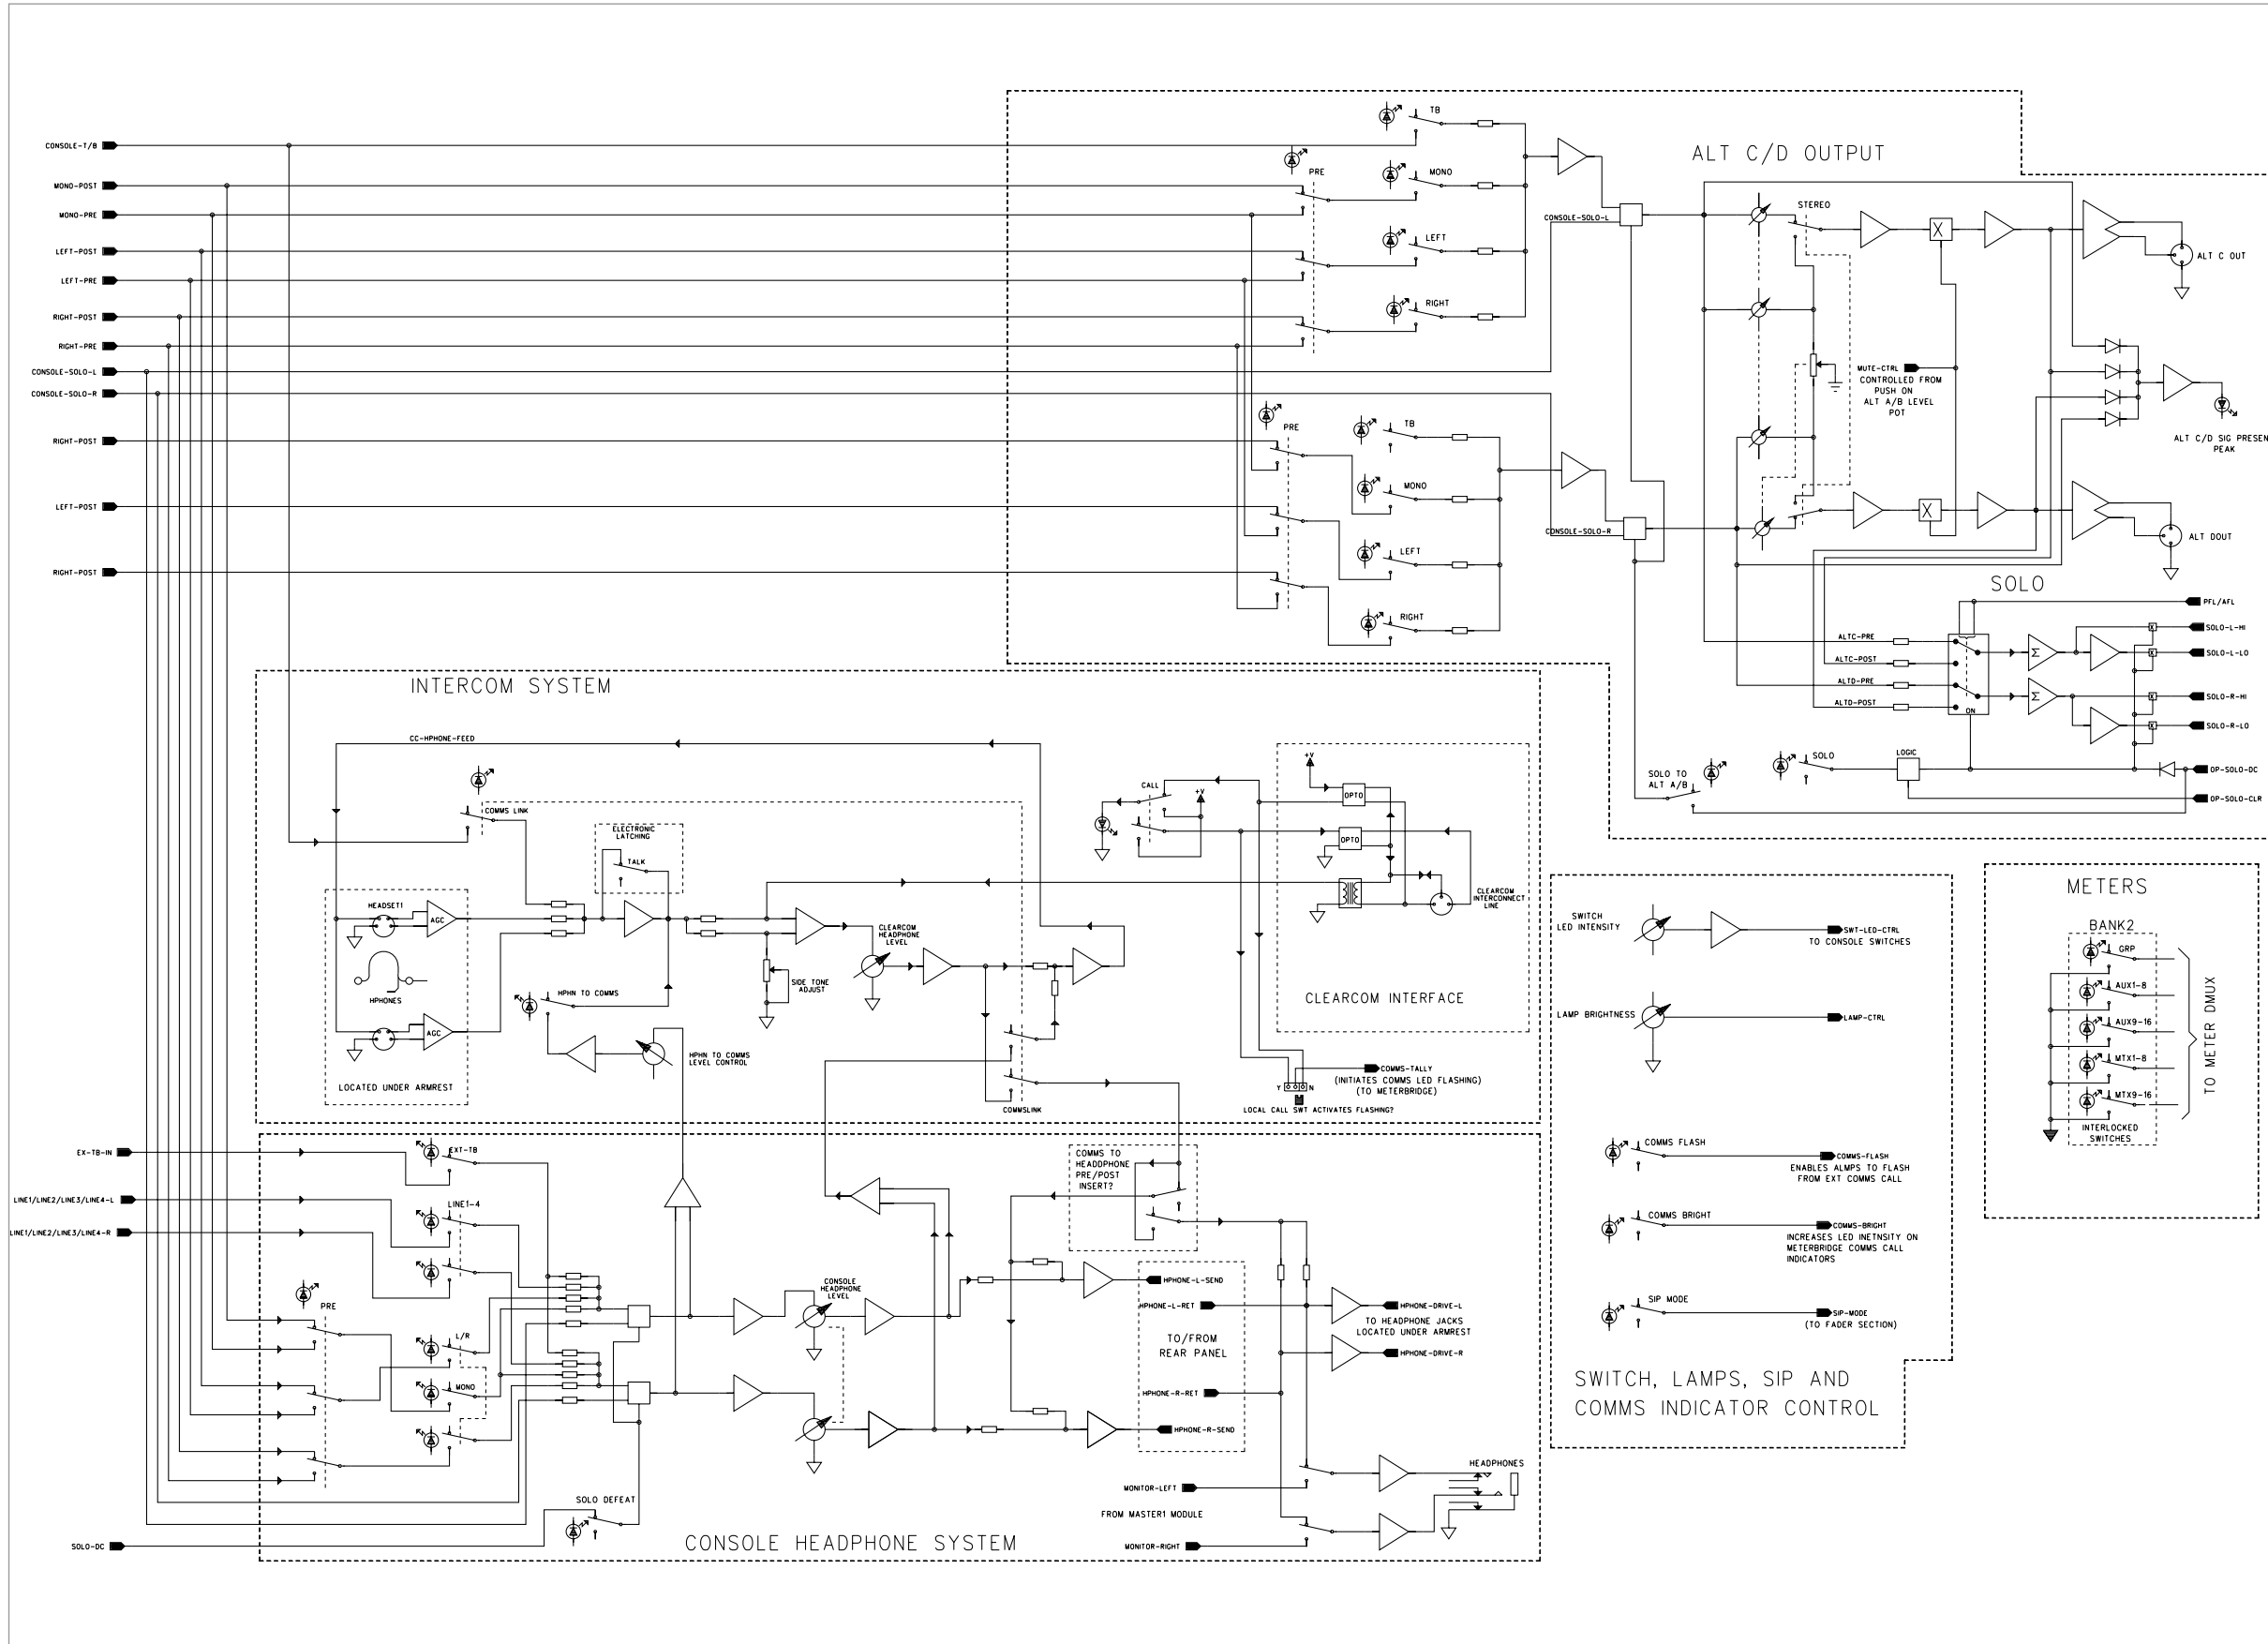 CONSOLE-T/B
MONO-POST
MONO-PRE
LEFT-POST
LEFT-PRE
RIGHT-POST
RIGHT-PRE
CONSOLE-SOLO-L
CONSOLE-SOLO-R
RIGHT-POST
LEFT-POST
RIGHT-POST
TB
PRE
MONO
LEFT
RIGHT
PRE
TB
MONO
LEFT
RIGHT
CONSOLE-SOLO-L
CONSOLE-SOLO-R
ALT C/D OUTPUT
STEREO
MUTE-CTRL
CONTROLLED FROM
PUSH ON
ALT A/B LEVEL
POT
ALT C OUT
ALT C/D SIG PRESEN
PEAK
ALT DOUT
SOLO
PFL/AFL
SOLO-L-HI
SOLO-L-LO
SOLO-R-HI
SOLO-R-LO
OP-SOLO-DC
OP-SOLO-CLR
ALTC-PRE
ALTC-POST
ALTD-PRE
ALTD-POST
ON
Σ
Σ
X
X
X
X
X
X
LOGIC
SOLO
SOLO TO
ALT A/B
INTERCOM SYSTEM
CC-HPHONE-FEED
COMMS LINK
ELECTRONIC
LATCHING
TALK
HEADSET1
AGC
HPHONES
AGC
LOCATED UNDER ARMREST
HPHN TO COMMS
HPHN TO COMMS
LEVEL CONTROL
SIDE TONE
ADJUST
CLEARCOM
HEADPHONE
LEVEL
COMMSLINK
CALL
+V
+V
OPTO
OPTO
CLEARCOM
INTERCONNECT
LINE
CLEARCOM INTERFACE
Y
N
COMMS-TALLY
(INITIATES COMMS LED FLASHING)
(TO METERBRIDGE)
LOCAL CALL SWT ACTIVATES FLASHING?
EX-TB-IN
LINE1/LINE2/LINE3/LINE4-L
LINE1/LINE2/LINE3/LINE4-R
SOLO-DC
EXT-TB
LINE1-4
PRE
L/R
MONO
SOLO DEFEAT
CONSOLE
HEADPHONE
LEVEL
COMMS TO
HEADDPHONE
PRE/POST
INSERT?
HPHONE-L-SEND
HPHONE-L-RET
TO/FROM
REAR PANEL
HPHONE-R-RET
HPHONE-R-SEND
HPHONE-DRIVE-L
TO HEADPHONE JACKS
LOCATED UNDER ARMREST
HPHONE-DRIVE-R
MONITOR-LEFT
FROM MASTER1 MODULE
MONITOR-RIGHT
HEADPHONES
CONSOLE HEADPHONE SYSTEM
SWITCH
LED INTENSITY
SWT-LED-CTRL
TO CONSOLE SWITCHES
LAMP BRIGHTNESS
LAMP-CTRL
COMMS FLASH
COMMS-FLASH
ENABLES ALMPS TO FLASH
FROM EXT COMMS CALL
COMMS BRIGHT
COMMS-BRIGHT
INCREASES LED INETNSITY ON
METERBRIDGE COMMS CALL
INDICATORS
SIP MODE
SIP-MODE
(TO FADER SECTION)
SWITCH, LAMPS, SIP AND
COMMS INDICATOR CONTROL
METERS
BANK2
GRP
AUX1-8
AUX9-16
MTX1-8
MTX9-16
INTERLOCKED
SWITCHES
TO METER DMUX